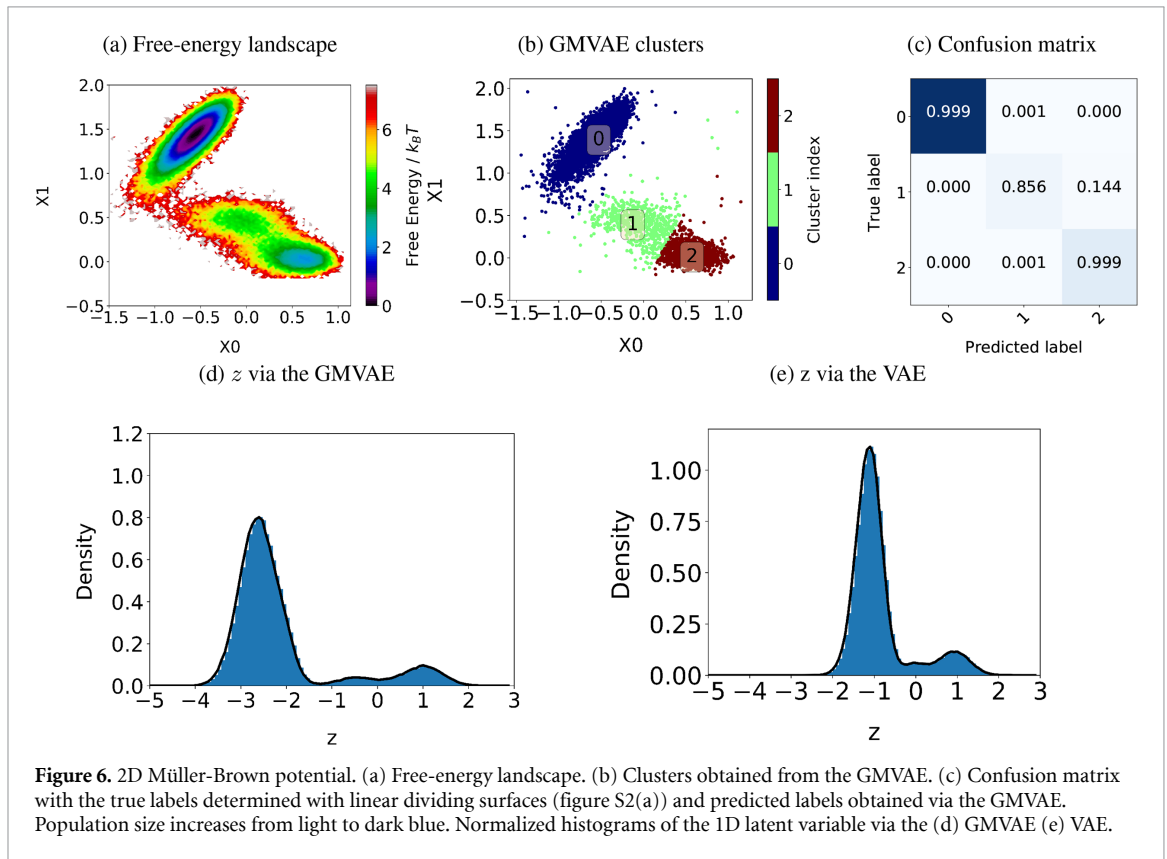 (a) Free-energy landscape
2.0
1.5
1.0
0.5
0.0
−0.5
−1.5 −1.0 −0.5 0.0 0.5 1.0
X1
X0
6
4
2
0
Free Energy / k_BT
(b) GMVAE clusters
2.0
1.5
1.0
0.5
0.0
−0.5
−1.5−1.0−0.5 0.0 0.5 1.0
X1
X0
0
1
2
2
1
0
Cluster index
(c) Confusion matrix
0 0.999 0.001 0.000
1 0.000 0.856 0.144
2 0.000 0.001 0.999
0 1 2
True label
Predicted label
(d) z via the GMVAE
1.2
1.0
0.8
0.6
0.4
0.2
0.0
−5 −4 −3 −2 −1 0 1 2 3
Density
z
(e) z via the VAE
1.00
0.75
0.50
0.25
0.00
−5 −4 −3 −2 −1 0 1 2 3
Density
z
Figure 6. 2D Müller-Brown potential. (a) Free-energy landscape. (b) Clusters obtained from the GMVAE. (c) Confusion matrix
with the true labels determined with linear dividing surfaces (figure S2(a)) and predicted labels obtained via the GMVAE.
Population size increases from light to dark blue. Normalized histograms of the 1D latent variable via the (d) GMVAE (e) VAE.